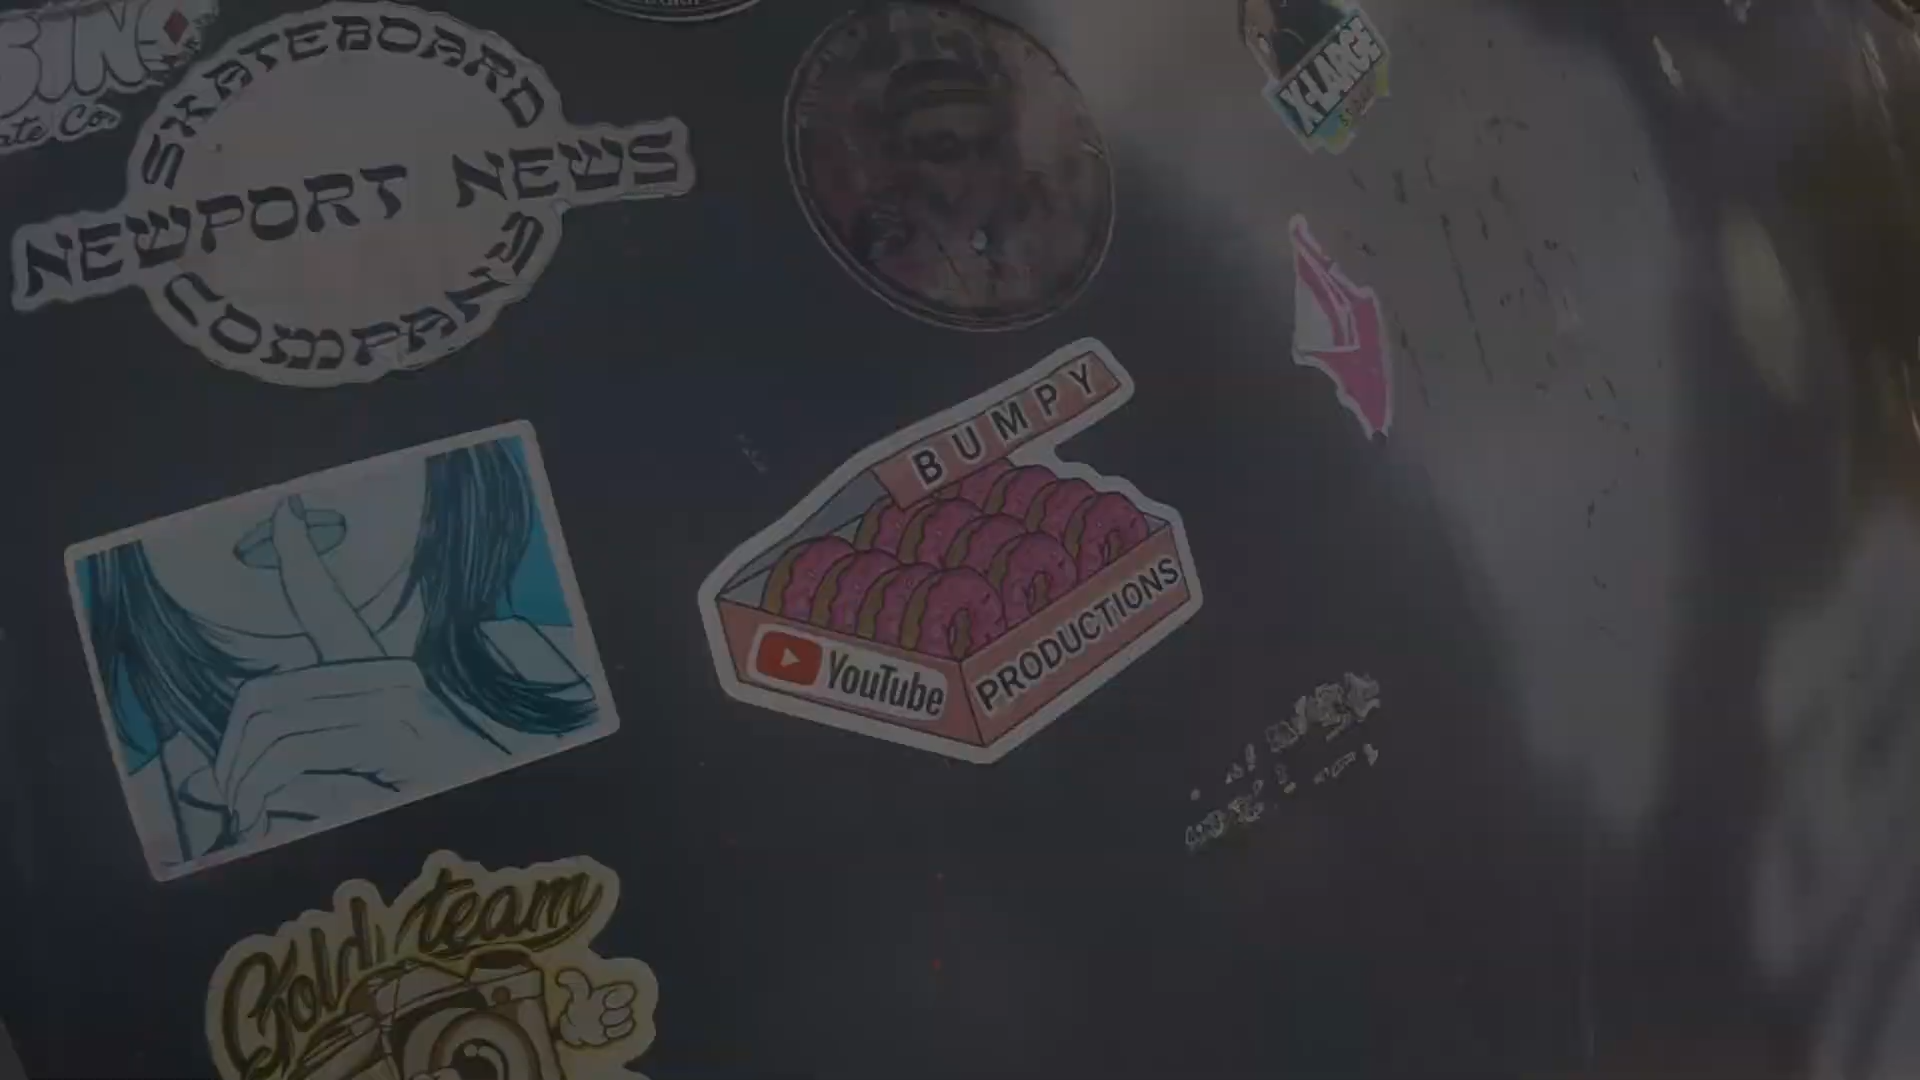 SKATEBOARD
NEWPORT NEWS
COMPANY
X-LARGE
BUMPY
YouTube
PRODUCTIONS
Gold team